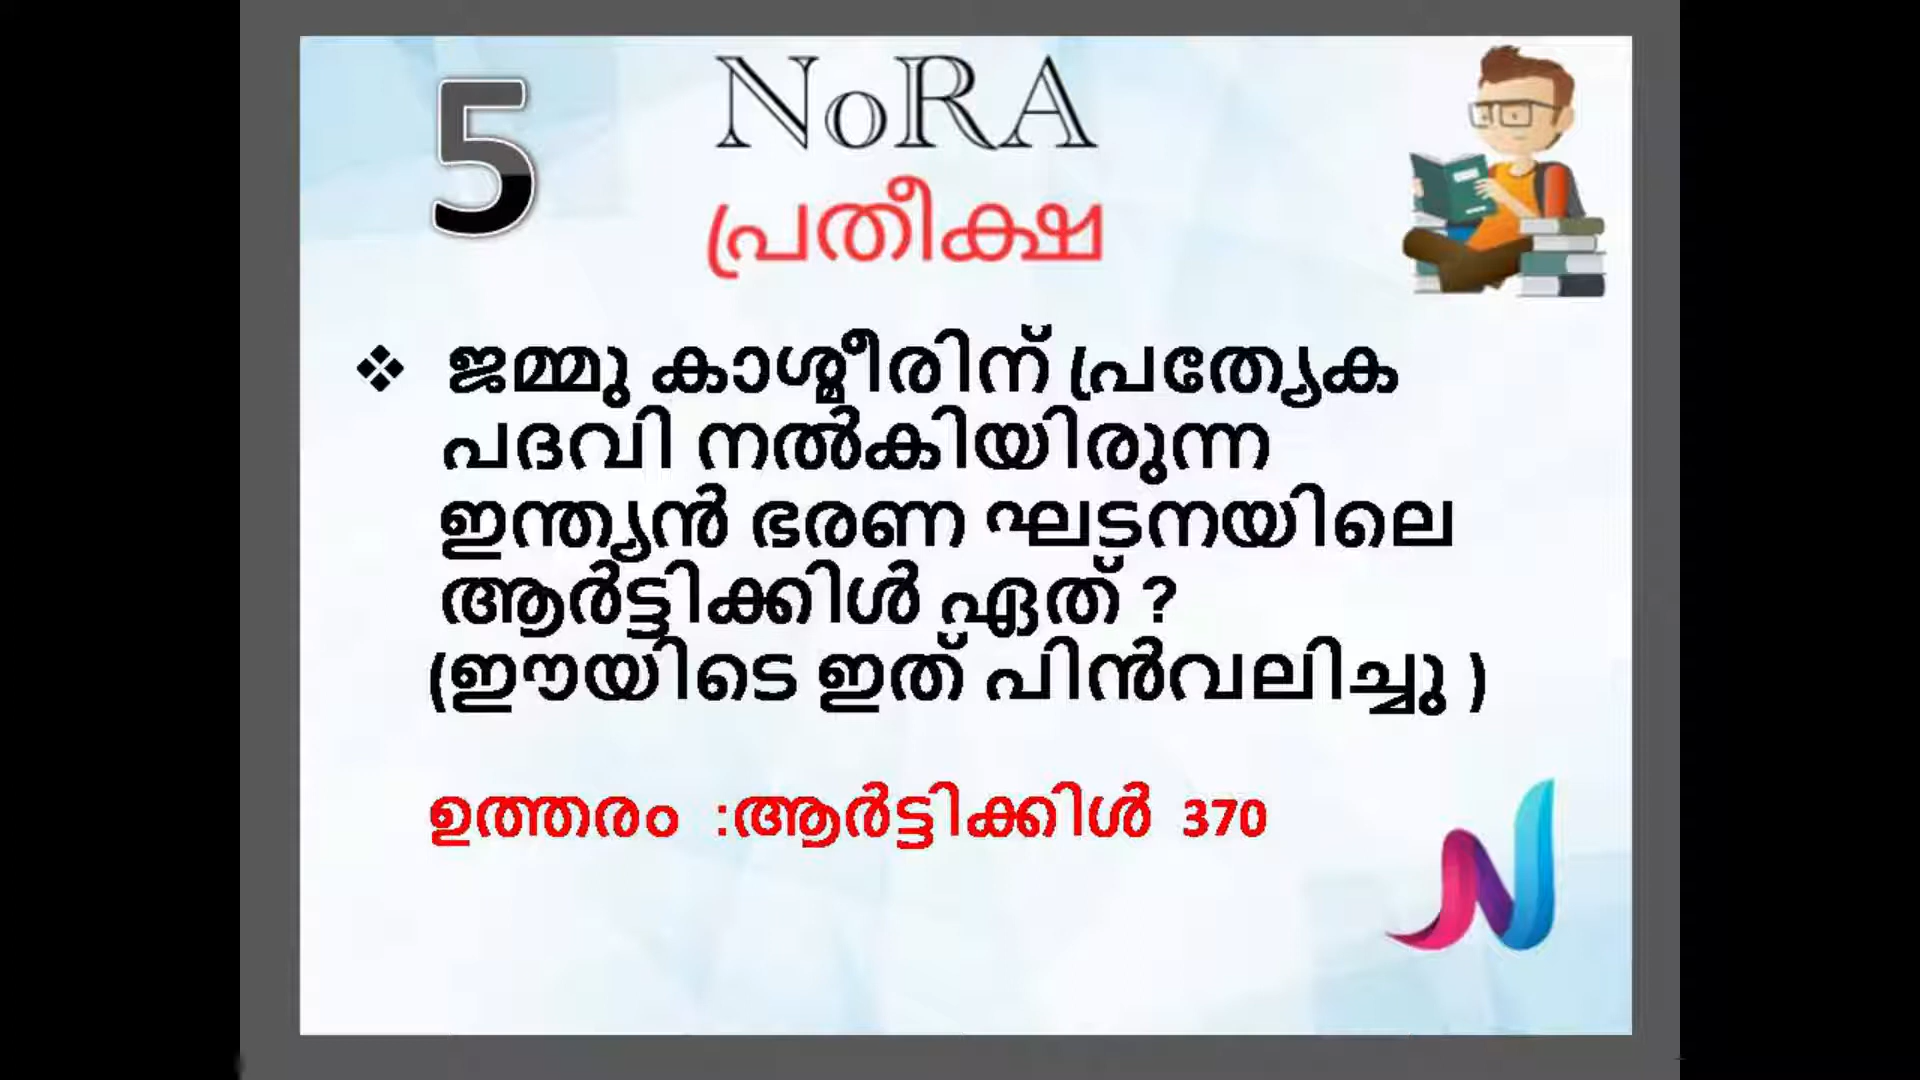 5
NoRA
പ്രതീക്ഷ
❖ ജമ്മു കാശ്മീരിന് പ്രത്യേക
പദവി നൽകിയിരുന്ന
ഇന്ത്യൻ ഭരണ ഘടനയിലെ
ആർട്ടിക്കിൾ ഏത് ?
(ഈയിടെ ഇത് പിൻവലിച്ചു )
ഉത്തരം :ആർട്ടിക്കിൾ 370